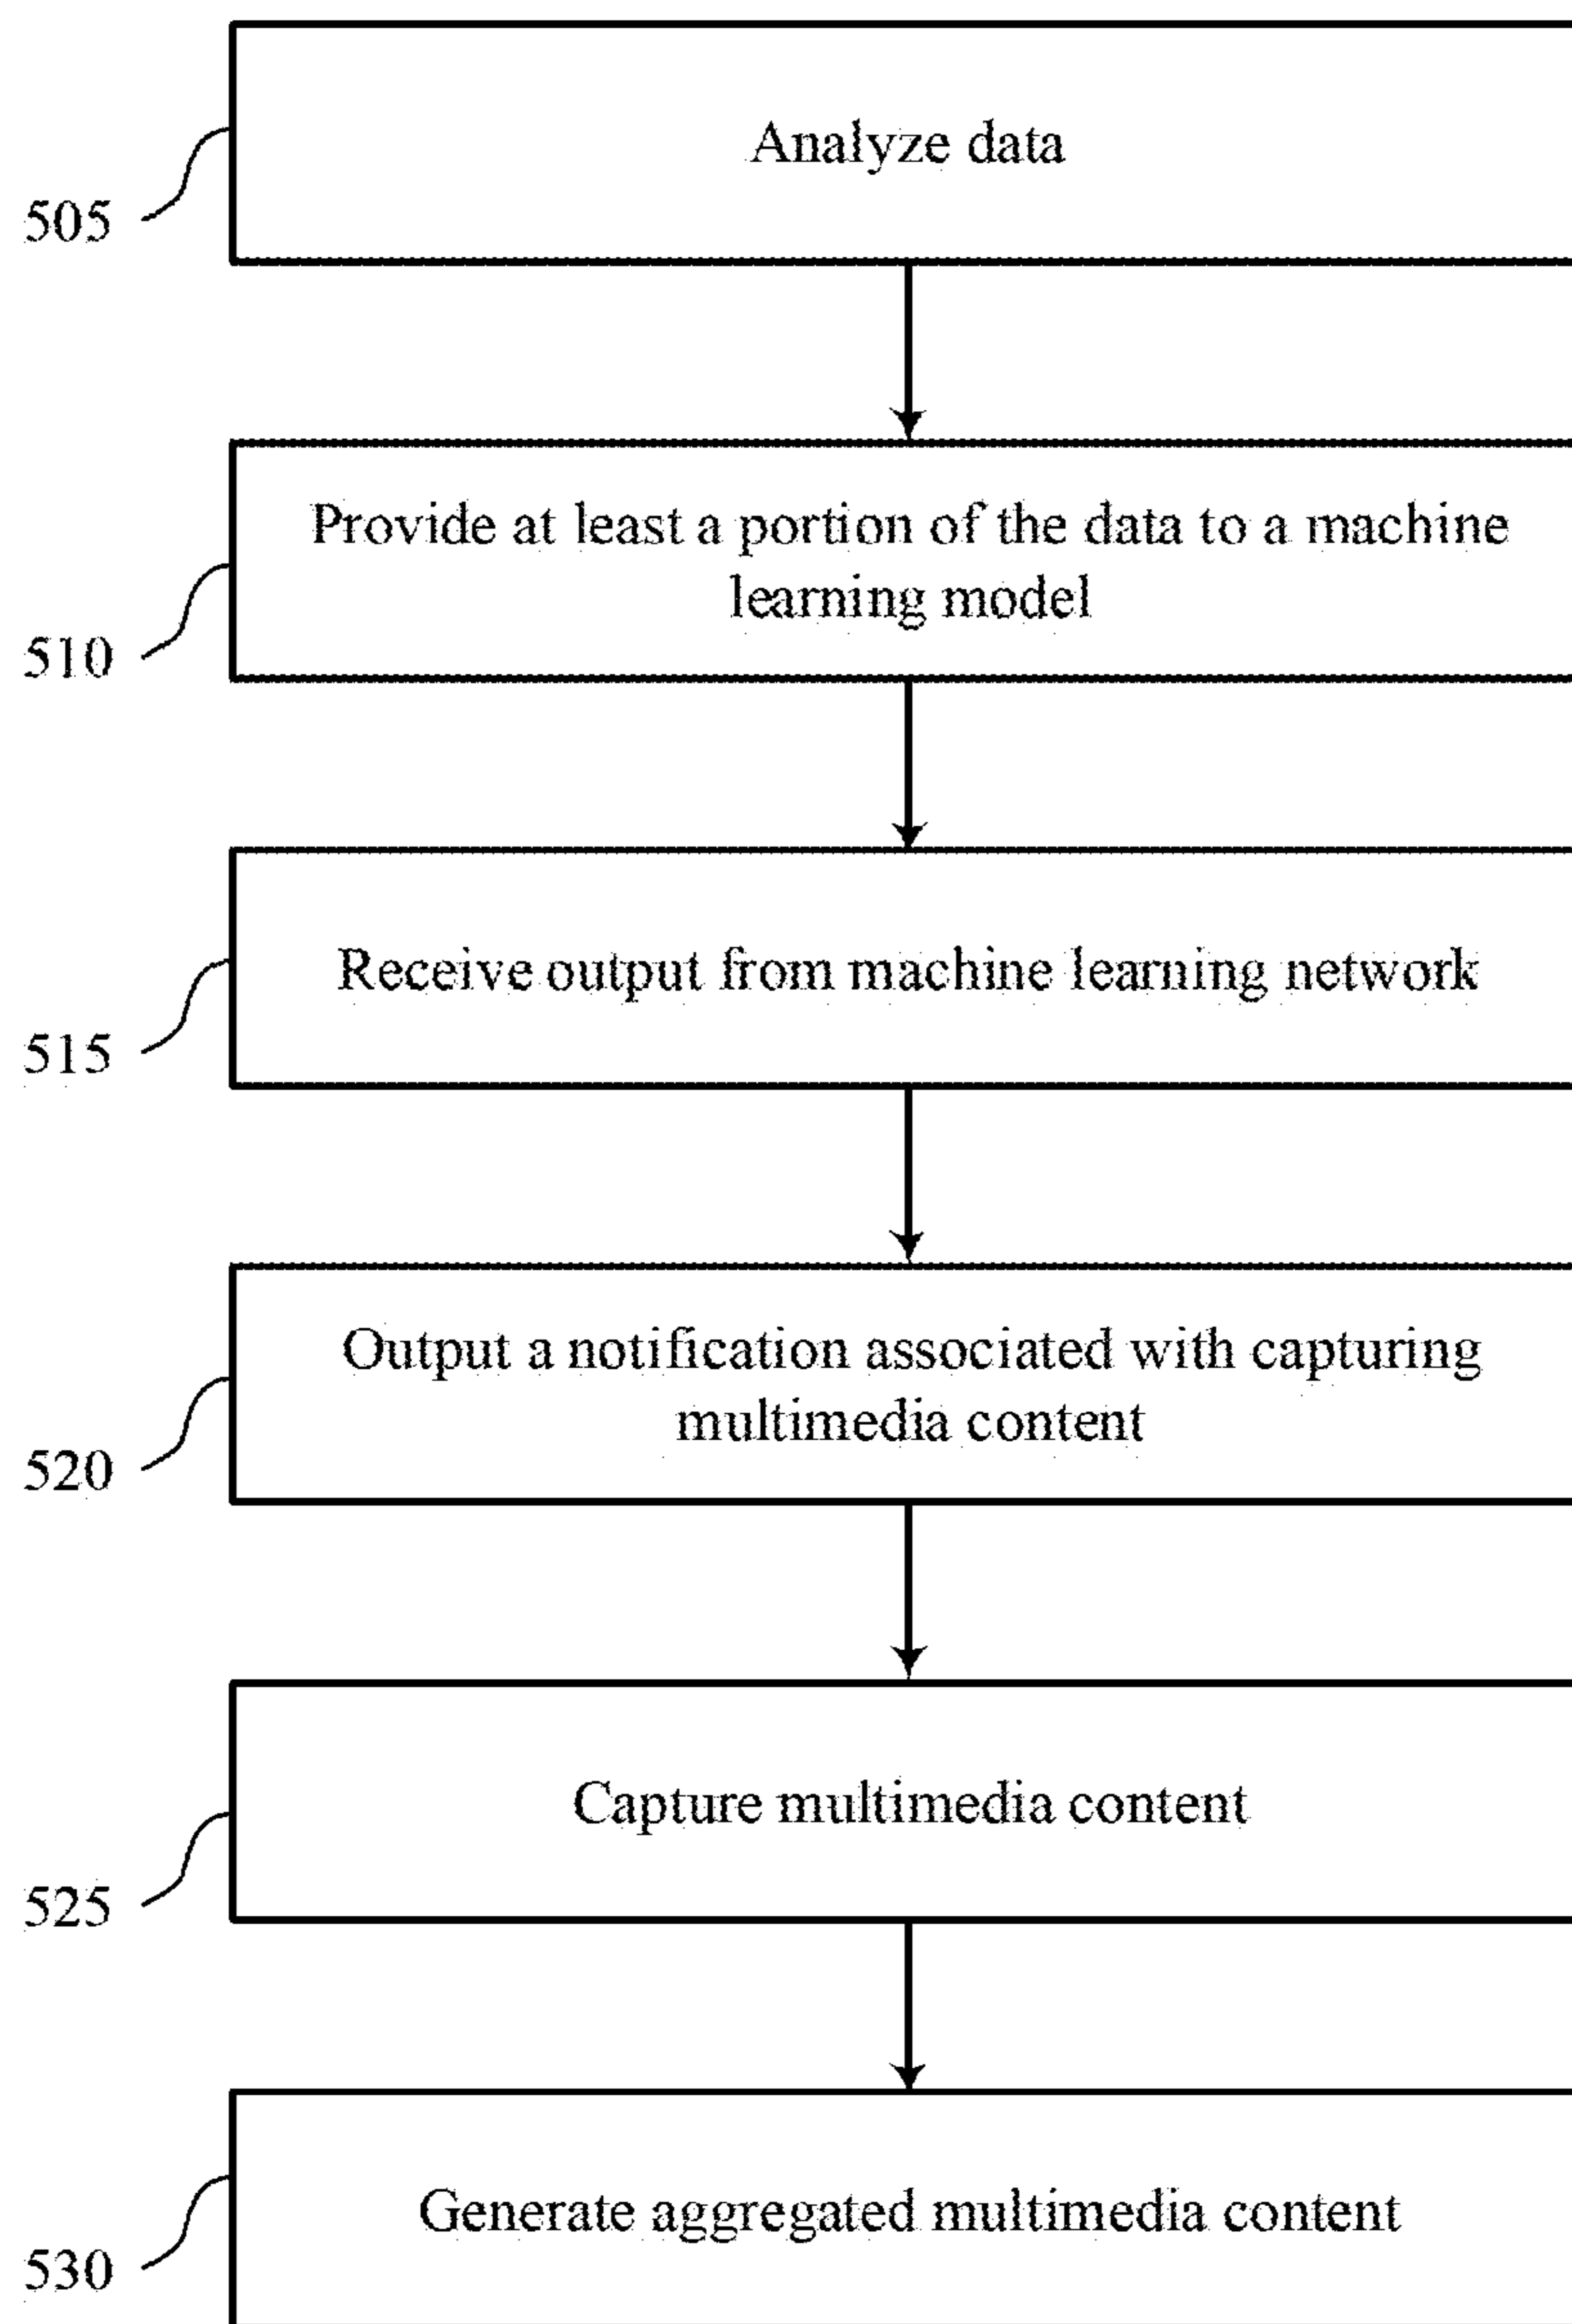 Analyze data
505
Provide at least a portion of the data to a machine
learning model
510
Receive output from machine learning network
515
Output a notification associated with capturing
multimedia content
520
Capture multimedia content
525
Generate aggregated multimedia content
530